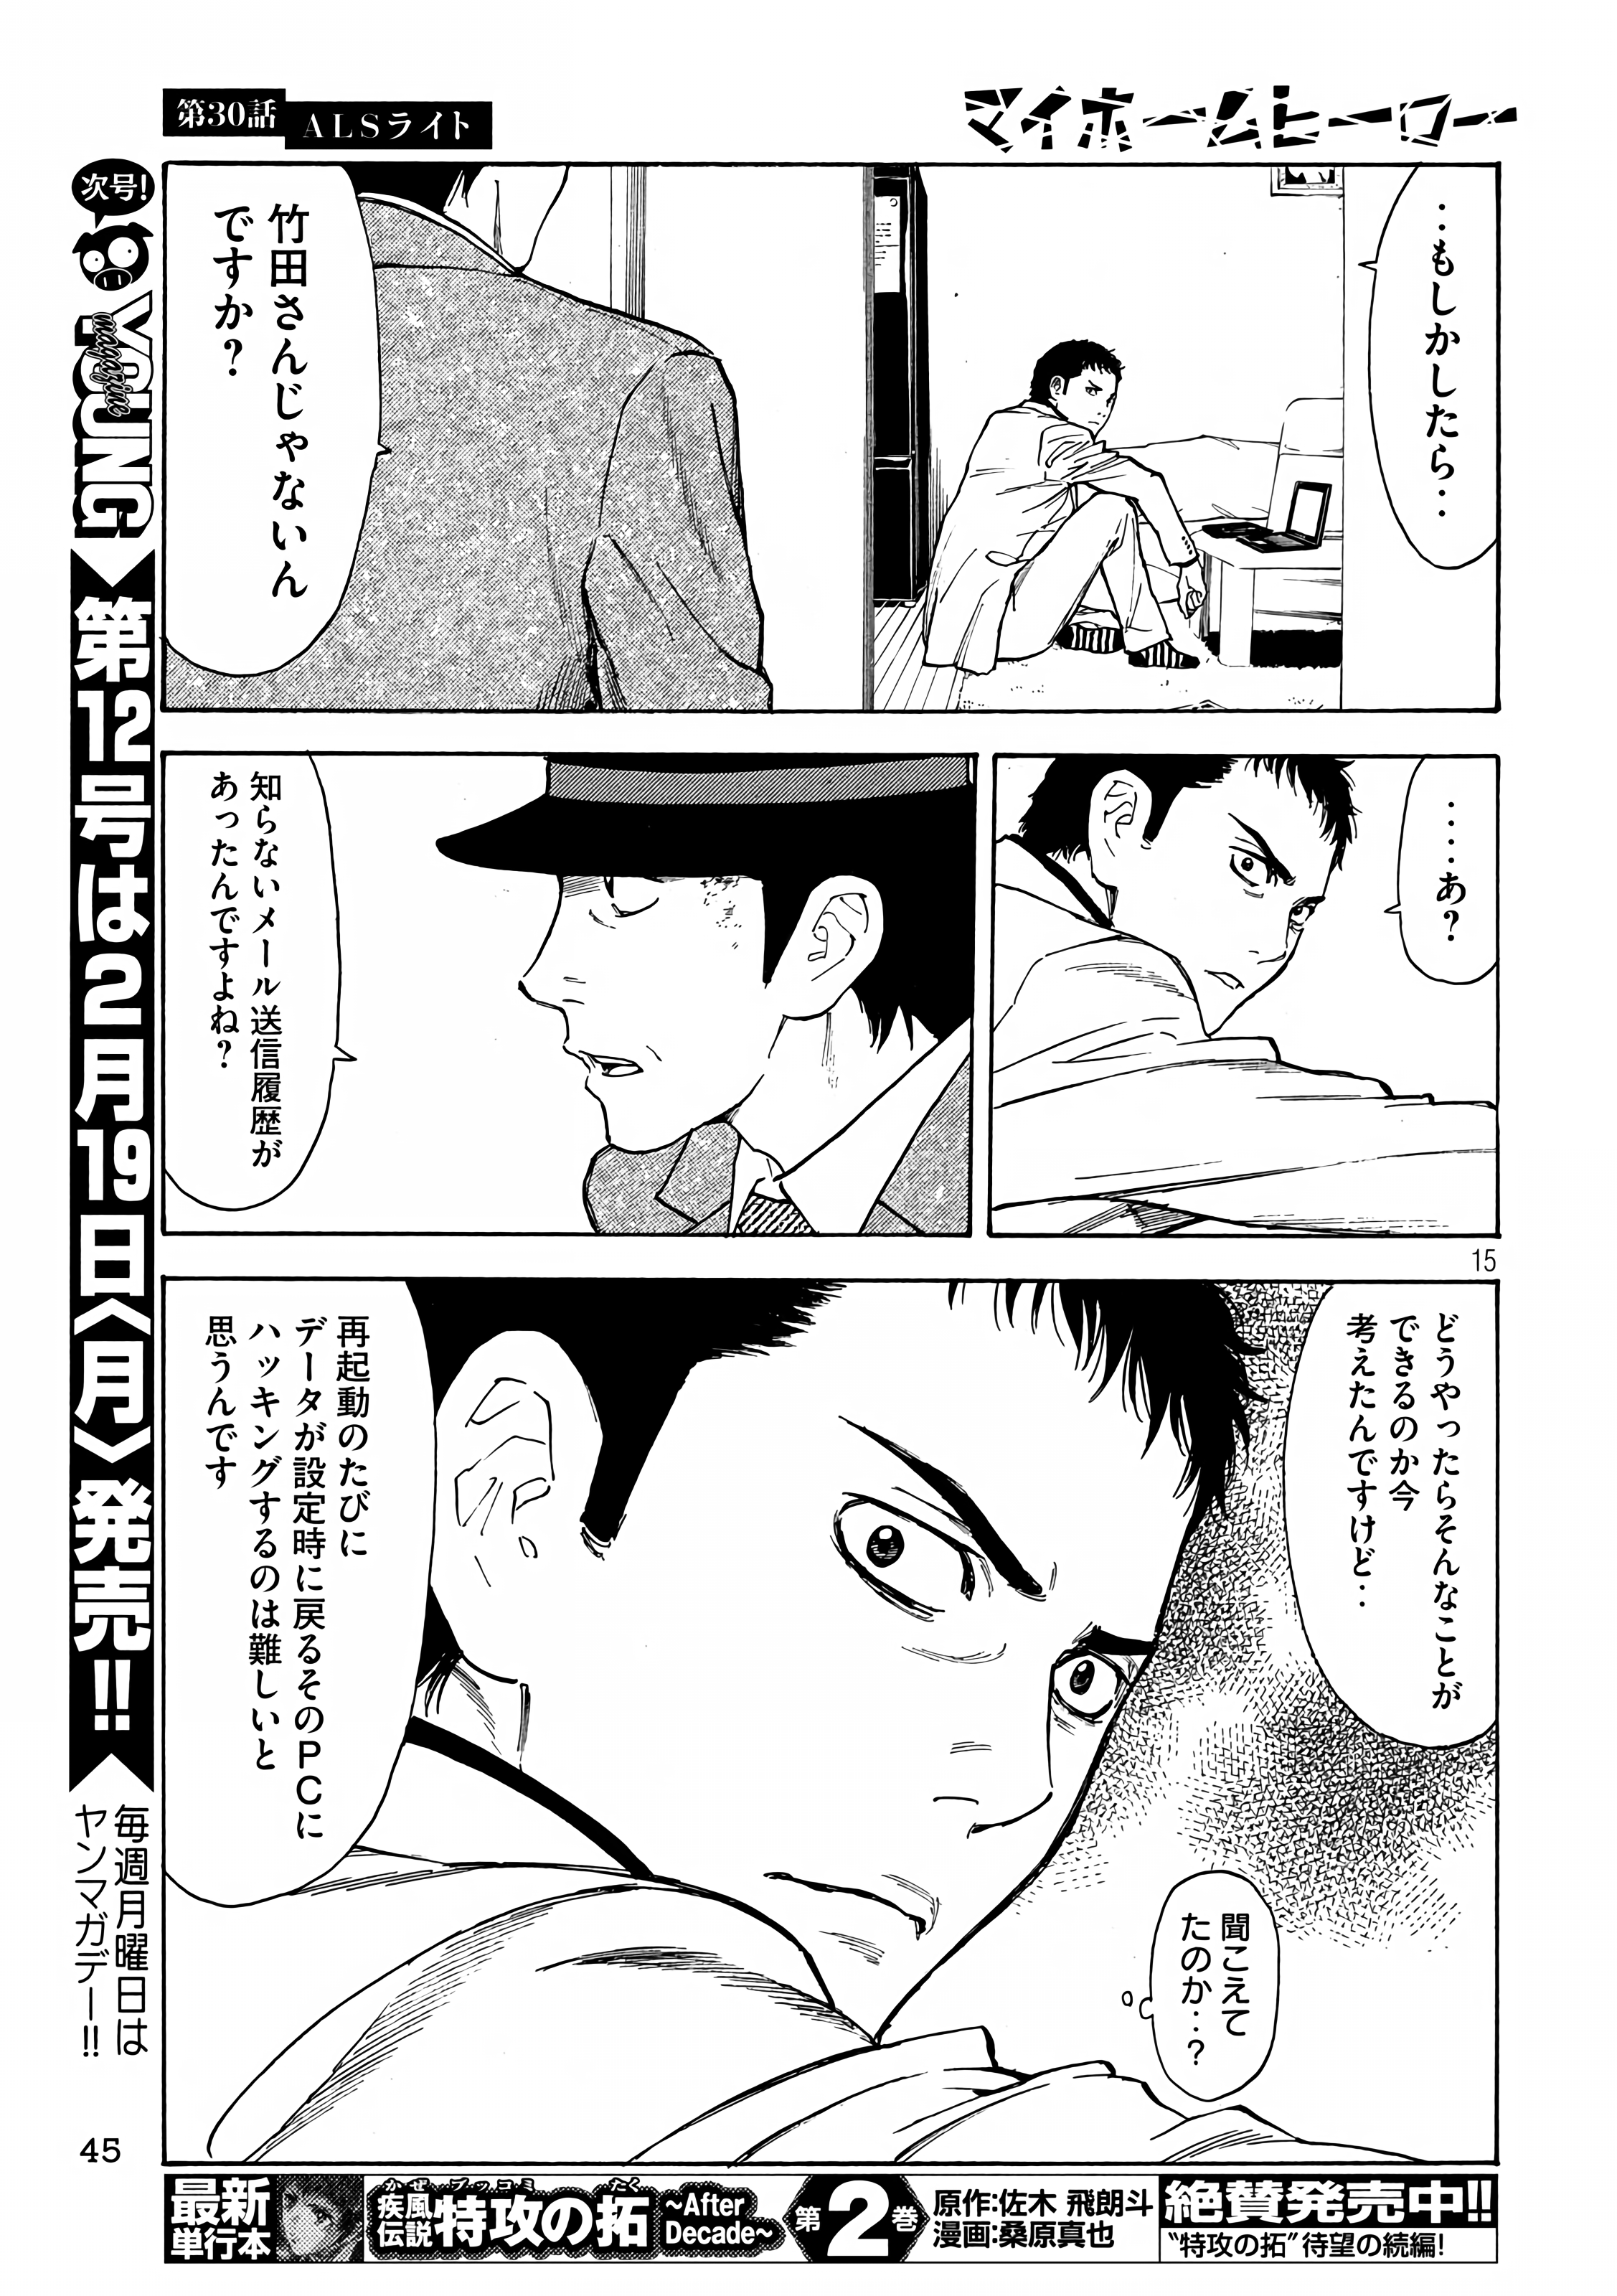 第30話
ALSライト
マイホームヒーロー
‥もしかしたら‥
竹田さんじゃないん
ですか?
‥‥あ?
知らないメール送信履歴が
あったんですよね?
15
どうやったらそんなことが
できるのか今
考えたんですけど‥
聞こえて
たのか‥?
再起動のたびに
データが設定時に戻るそのPCに
ハッキングするのは難しいと
思うんです
次号!
YOUNG
magazine
第12号は2月19日〈月〉発売!!
毎週月曜日は
ヤンマガデー!!
45
最新
単行本
疾風
かぜ
伝説
特攻の拓
ブッコミ
たく
~After
Decade~
第2巻
原作:佐木 飛朗斗
漫画:桑原真也
絶賛発売中!!
"特攻の拓"待望の続編!